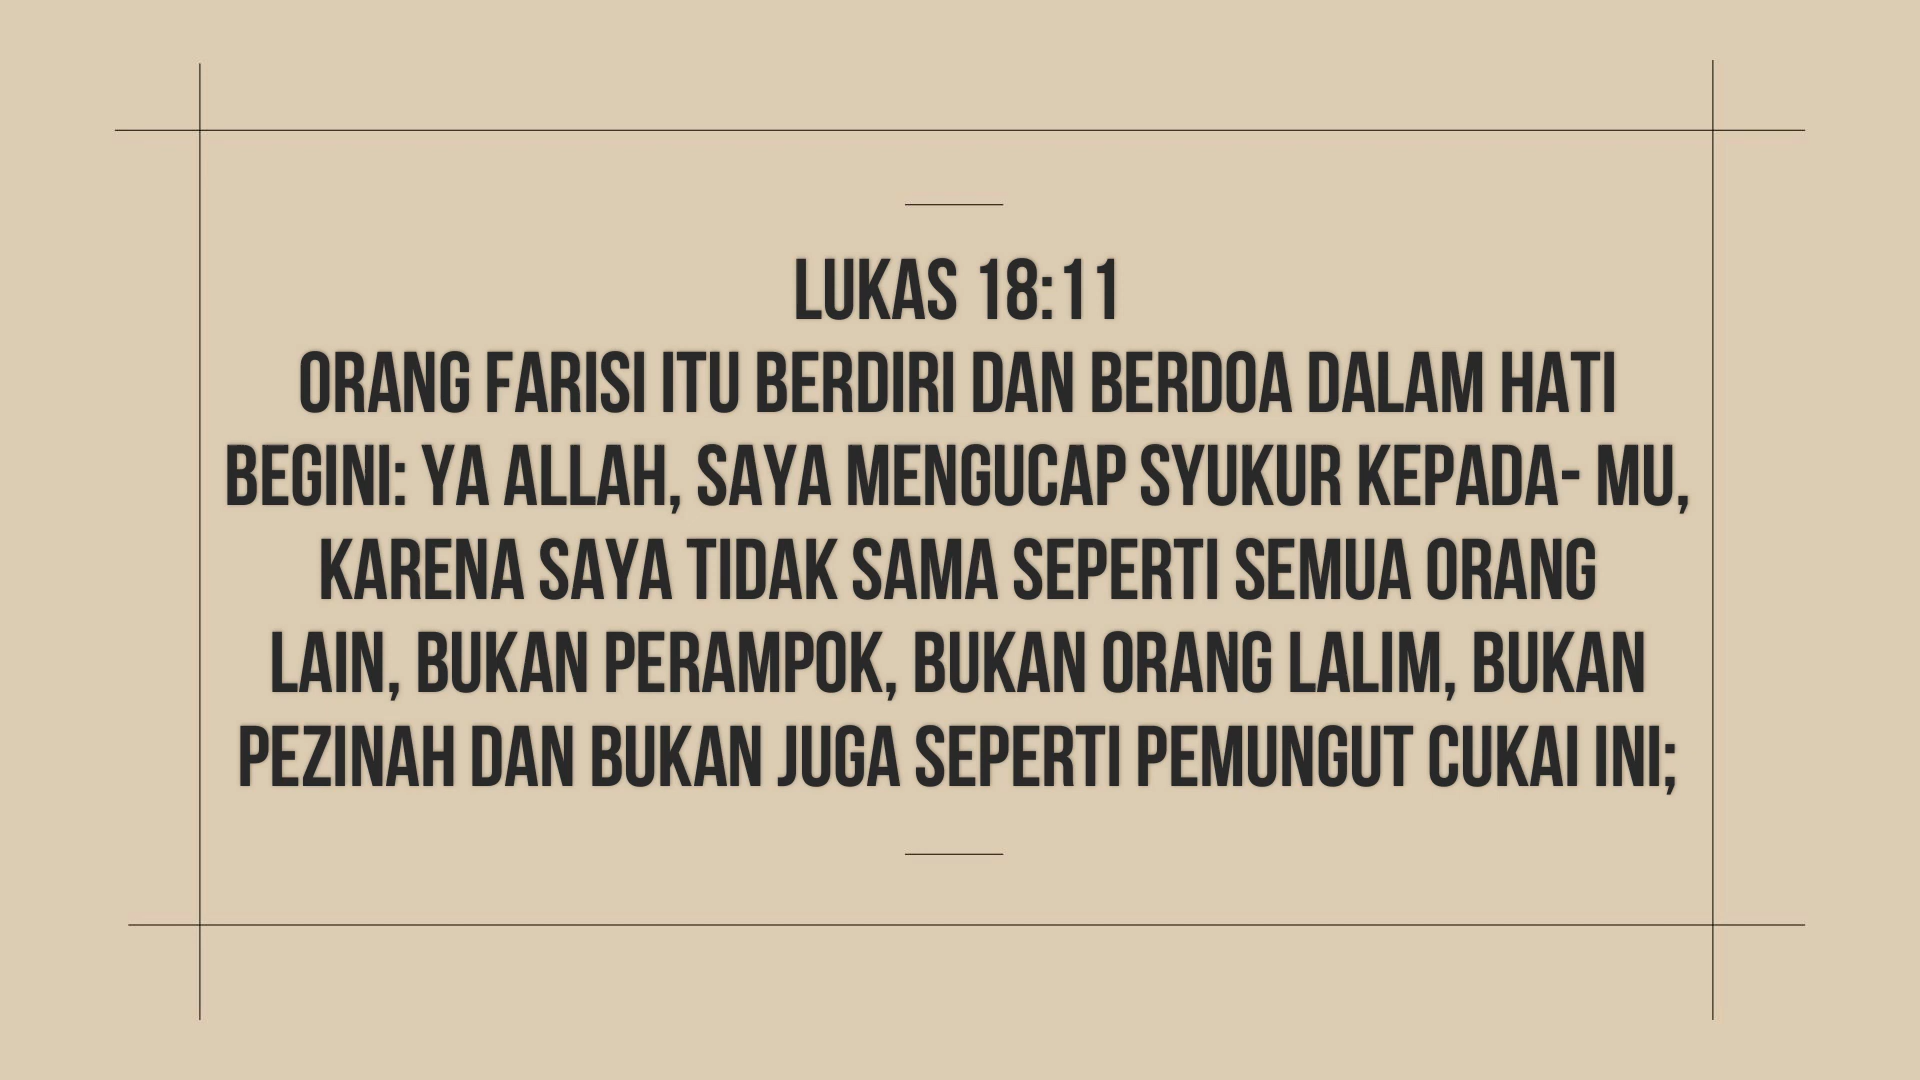 LUKAS 18:11
ORANG FARISI ITU BERDIRI DAN BERDOA DALAM HATI
BEGINI: YA ALLAH, SAYA MENGUCAP SYUKUR KEPADA- MU,
KARENA SAYA TIDAK SAMA SEPERTI SEMUA ORANG
LAIN, BUKAN PERAMPOK, BUKAN ORANG LALIM, BUKAN
PEZINAH DAN BUKAN JUGA SEPERTI PEMUNGUT CUKAI INI;